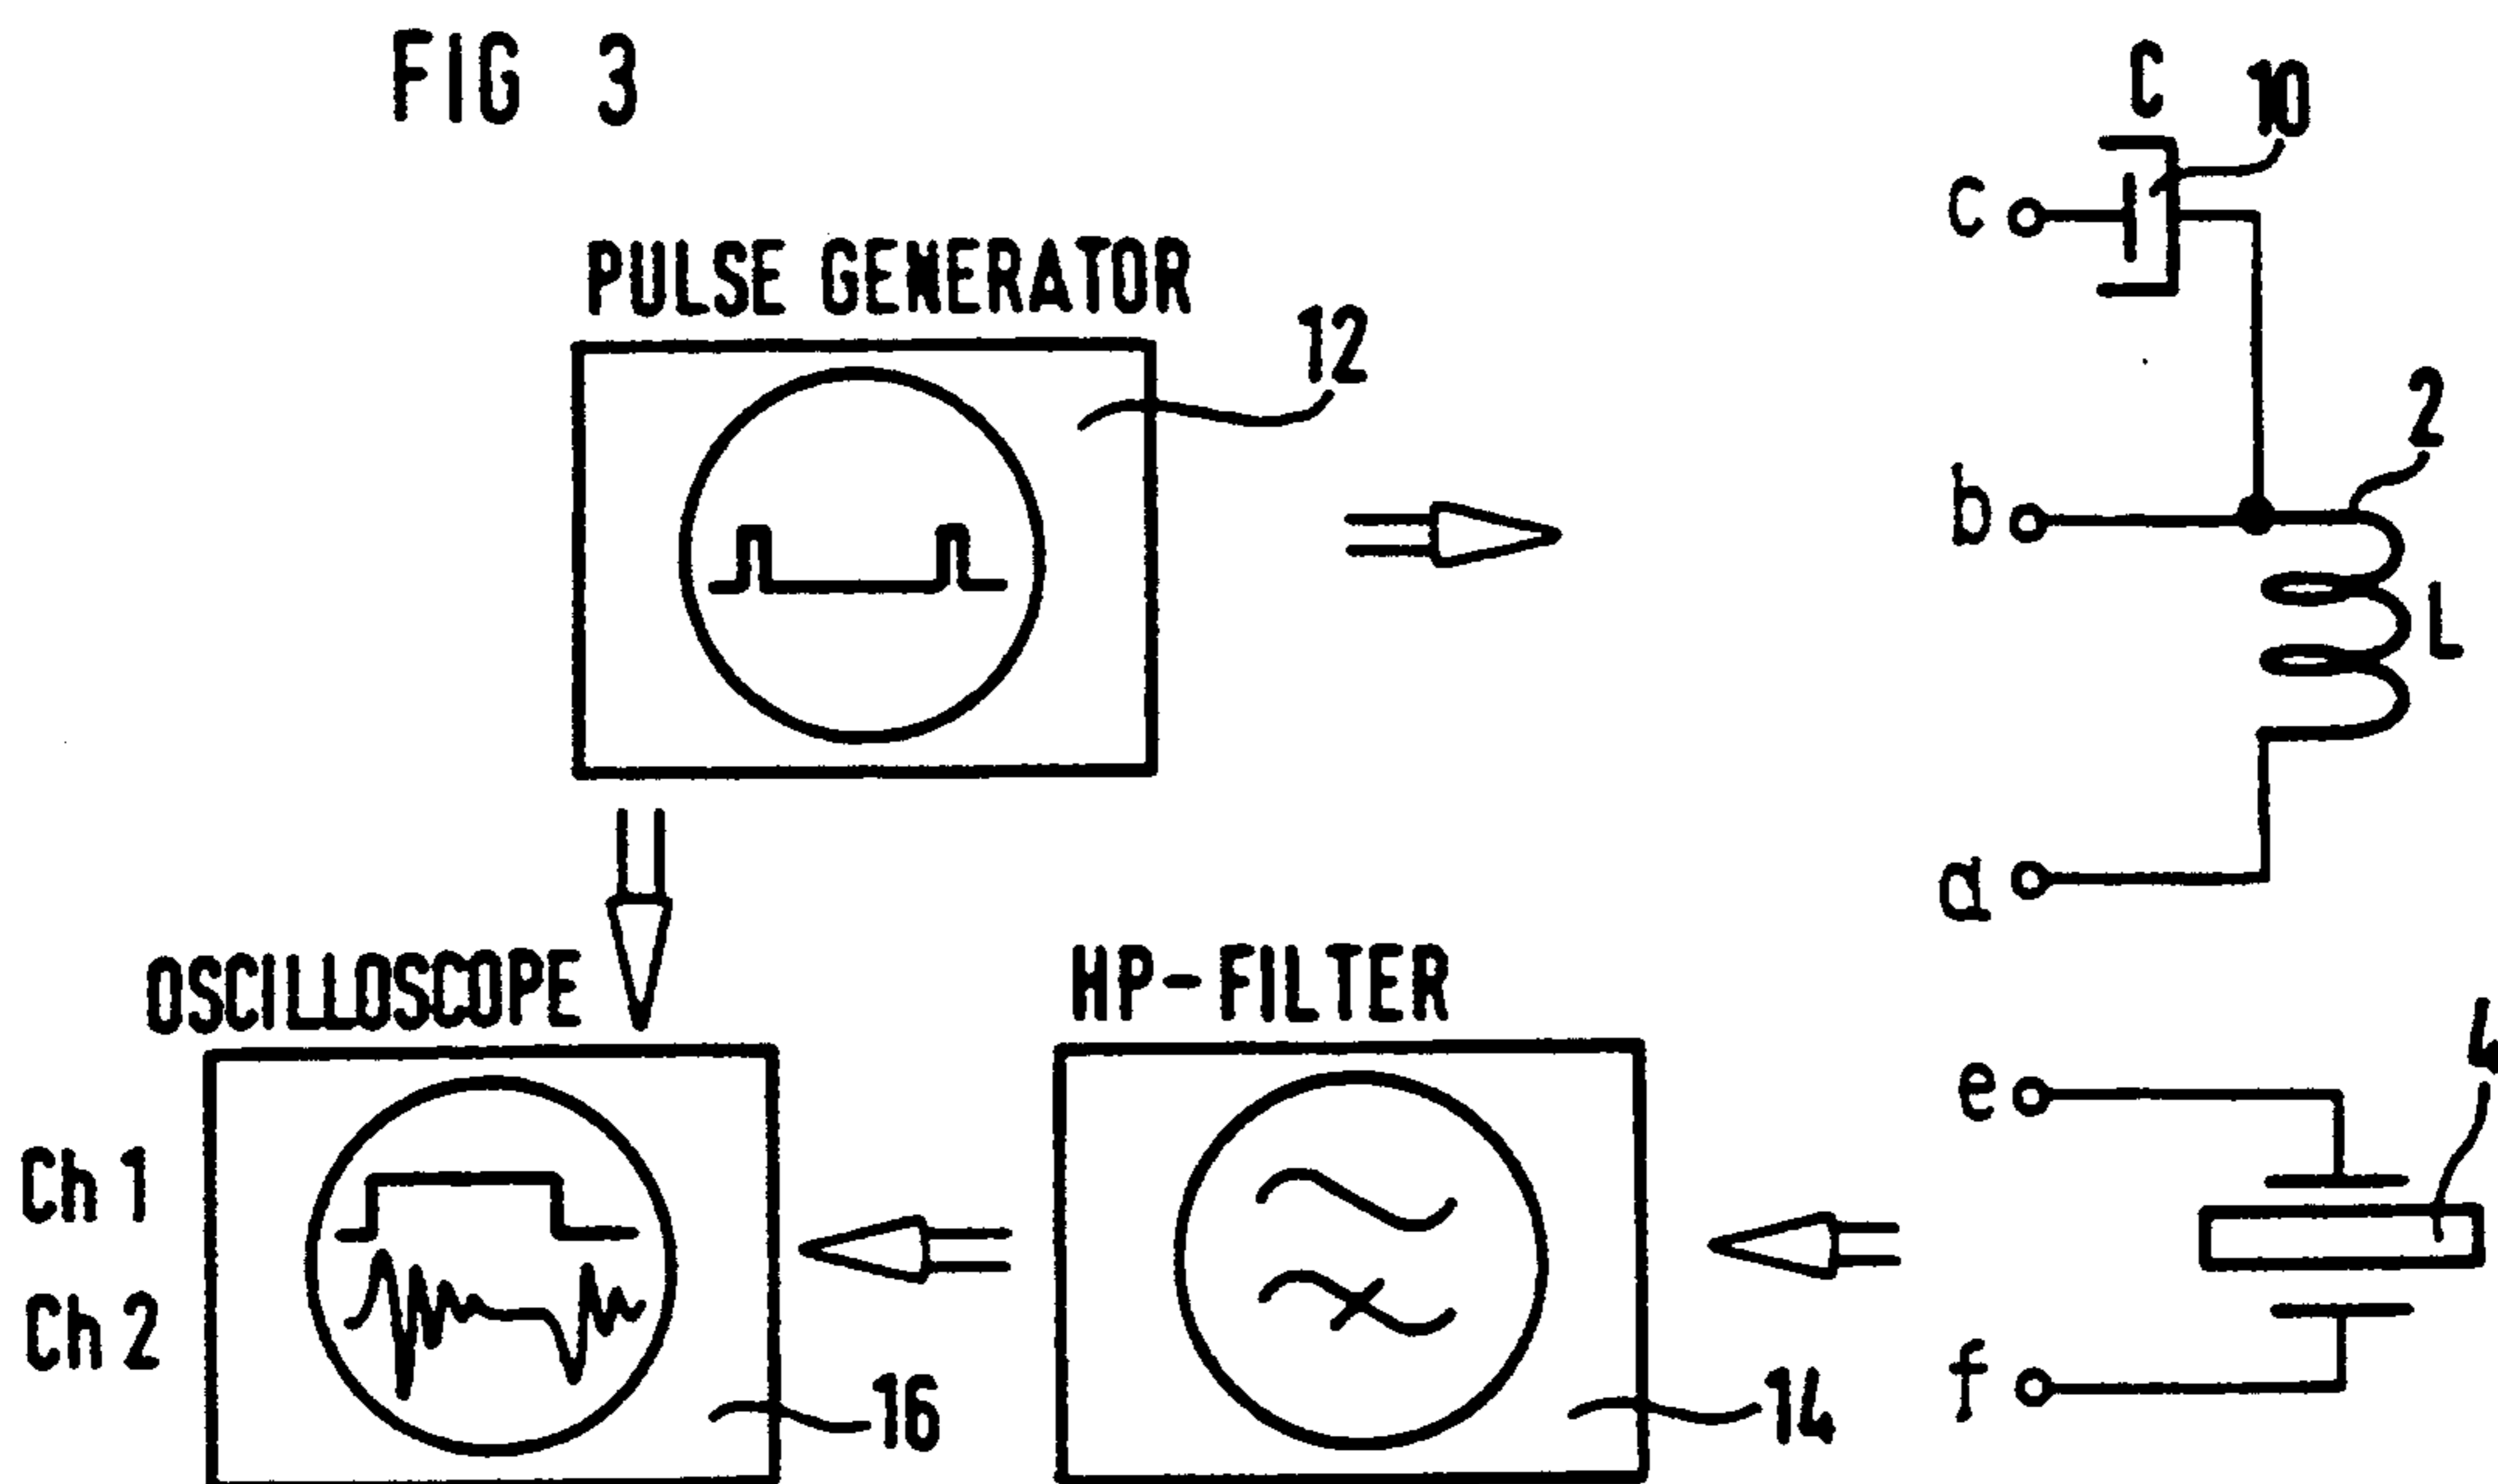 FIG 3
C
10
c
PULSE GENERATOR
12
2
b
L
a
OSCILLOSCOPE
HP-FILTER
4
e
Ch 1
Ch 2
f
16
14